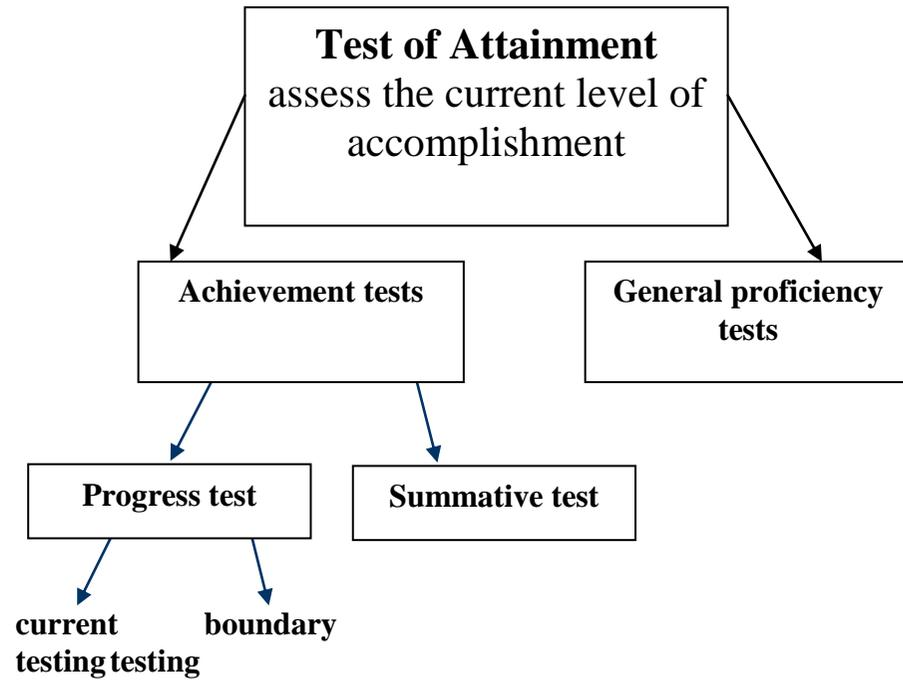 Test of Attainment
assess the current level of
accomplishment
Achievement tests
General proficiency
tests
Progress test
Summative test
current boundary
testing testing